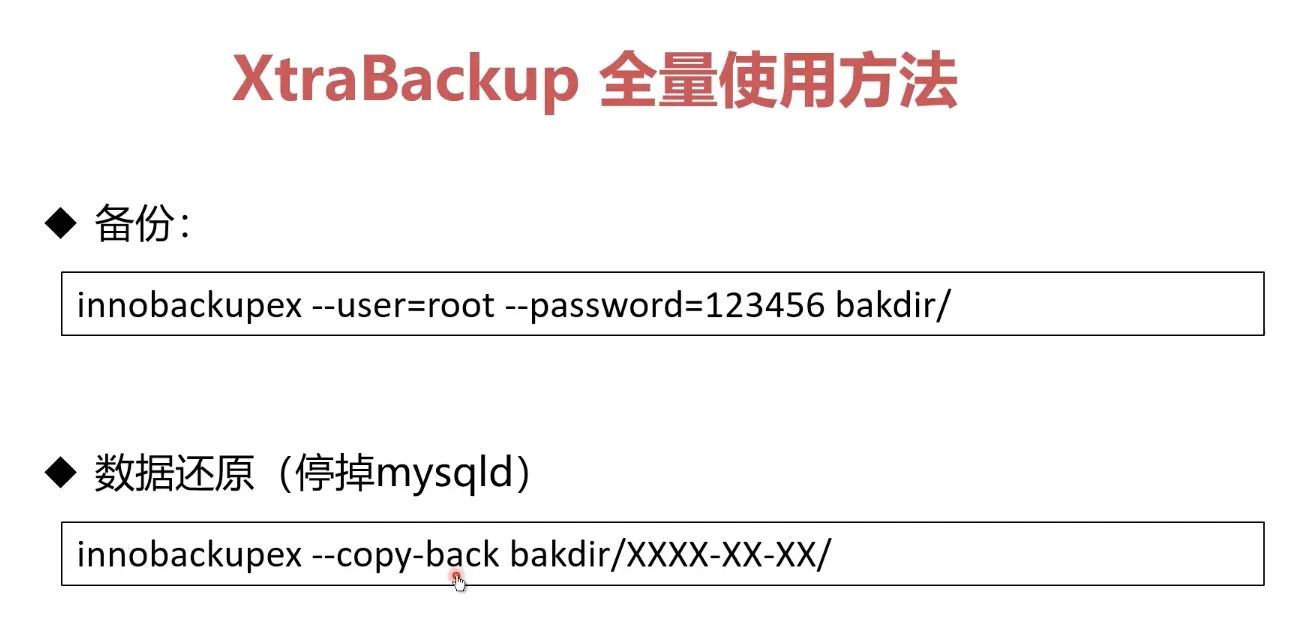 XtraBackup 全量使用方法
◆ 备份：
innobackupex --user=root --password=123456 bakdir/
◆ 数据还原（停掉mysqld）
innobackupex --copy-back bakdir/XXXX-XX-XX/